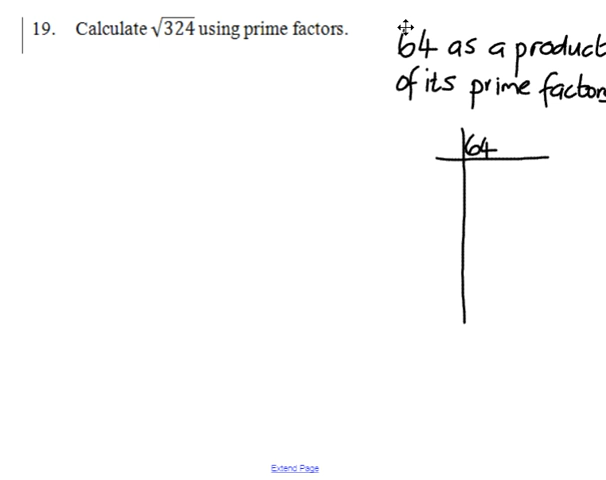 19. Calculate √324 using prime factors.
64 as a product
of its prime factors
64
Extend Page